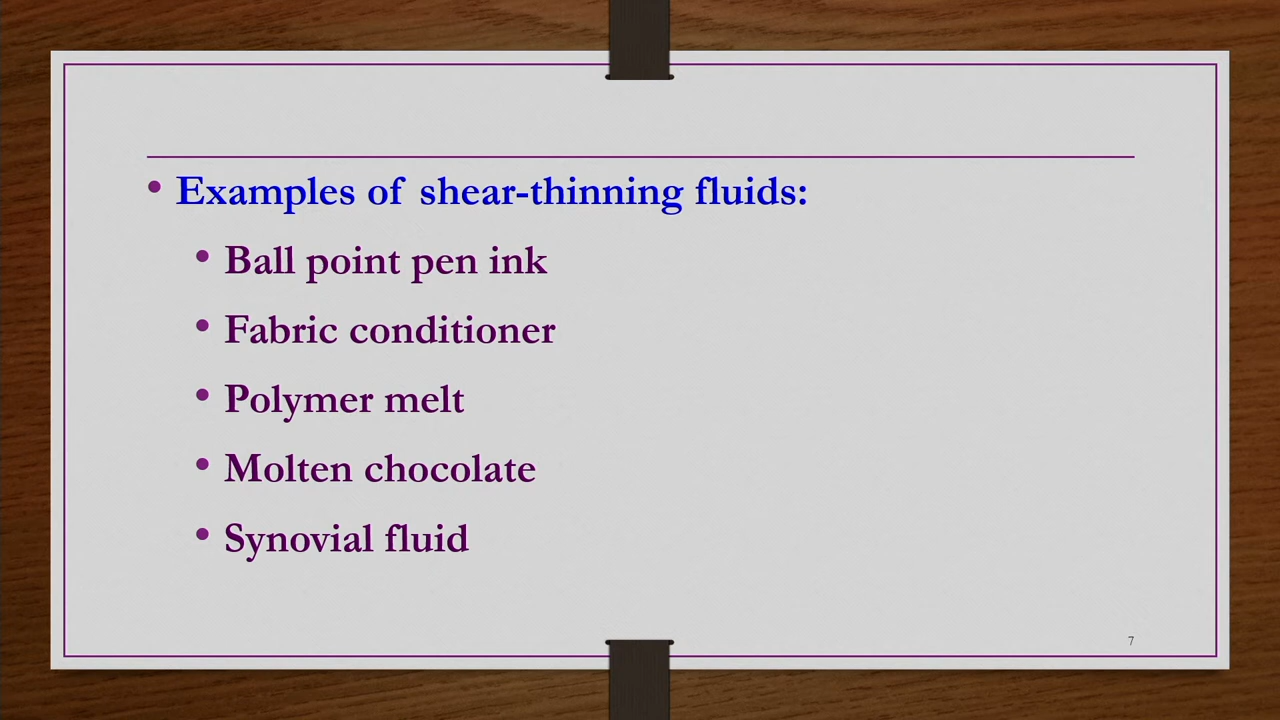 • Examples of shear-thinning fluids:
• Ball point pen ink
• Fabric conditioner
• Polymer melt
• Molten chocolate
• Synovial fluid
7